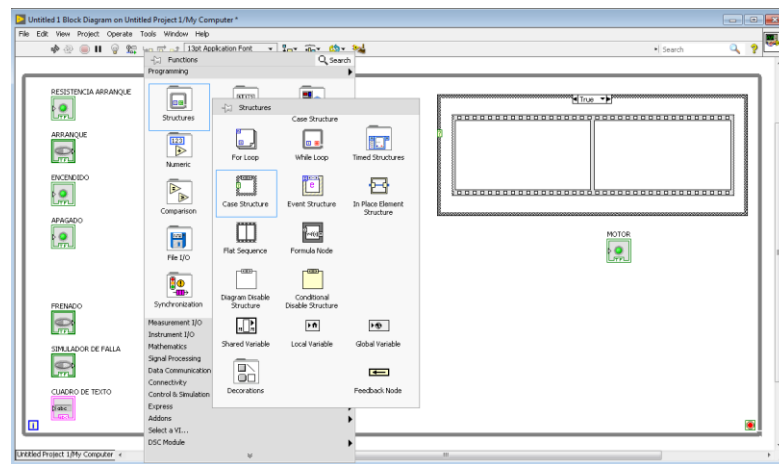 Untitled 1 Block Diagram on Untitled Project 1/My Computer *
File Edit View Project Operate Tools Window Help
13pt Application Font
Search
Functions
Search
Programming
Structures
Numeric
Comparison
File I/O
Synchronization
Measurement I/O
Instrument I/O
Mathematics
Signal Processing
Data Communication
Connectivity
Control & Simulation
Express
Addons
Select a VI...
DSC Module
Structures
Case Structure
For Loop
While Loop
Timed Structures
Case Structure
Event Structure
In Place Element
Structure
Flat Sequence
Formula Node
Diagram Disable
Structure
Conditional
Disable Structure
Shared Variable
Local Variable
Global Variable
Decorations
Feedback Node
RESISTENCIA ARRANQUE
ARRANQUE
ENCENDIDO
APAGADO
FRENADO
SIMULADOR DE FALLA
CUADRO DE TEXTO
abc
True
MOTOR
i
Untitled Project 1/My Computer